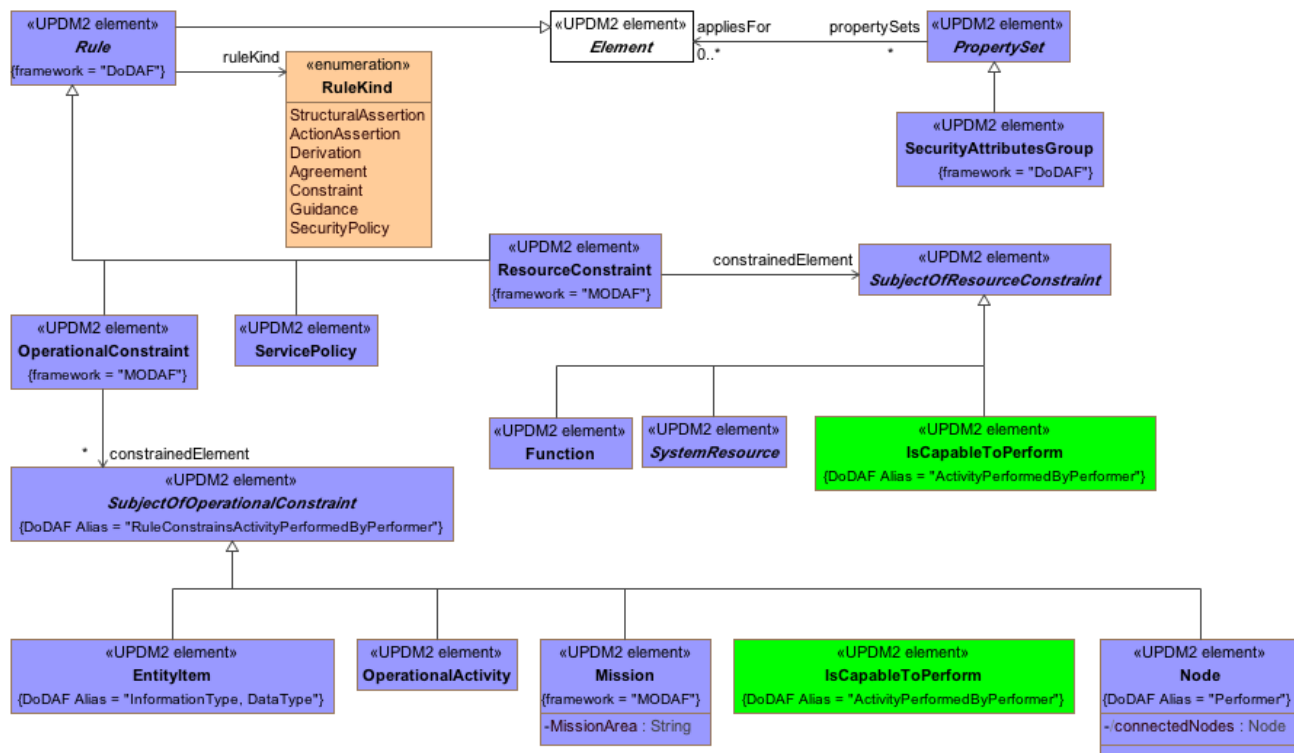 «UPDM2 element»
Rule
{framework = "DoDAF"}
ruleKind
«enumeration»
RuleKind
StructuralAssertion
ActionAssertion
Derivation
Agreement
Constraint
Guidance
SecurityPolicy
«UPDM2 element»
Element
appliesFor
0..*
propertySets
*
«UPDM2 element»
PropertySet
«UPDM2 element»
SecurityAttributesGroup
{framework = "DoDAF"}
«UPDM2 element»
ResourceConstraint
{framework = "MODAF"}
constrainedElement
«UPDM2 element»
SubjectOfResourceConstraint
«UPDM2 element»
OperationalConstraint
{framework = "MODAF"}
«UPDM2 element»
ServicePolicy
«UPDM2 element»
Function
«UPDM2 element»
SystemResource
«UPDM2 element»
IsCapableToPerform
{DoDAF Alias = "ActivityPerformedByPerformer"}
* constrainedElement
«UPDM2 element»
SubjectOfOperationalConstraint
{DoDAF Alias = "RuleConstrainsActivityPerformedByPerformer"}
«UPDM2 element»
EntityItem
{DoDAF Alias = "InformationType, DataType"}
«UPDM2 element»
OperationalActivity
«UPDM2 element»
Mission
{framework = "MODAF"}
-MissionArea : String
«UPDM2 element»
IsCapableToPerform
{DoDAF Alias = "ActivityPerformedByPerformer"}
«UPDM2 element»
Node
{DoDAF Alias = "Performer"}
-/connectedNodes : Node